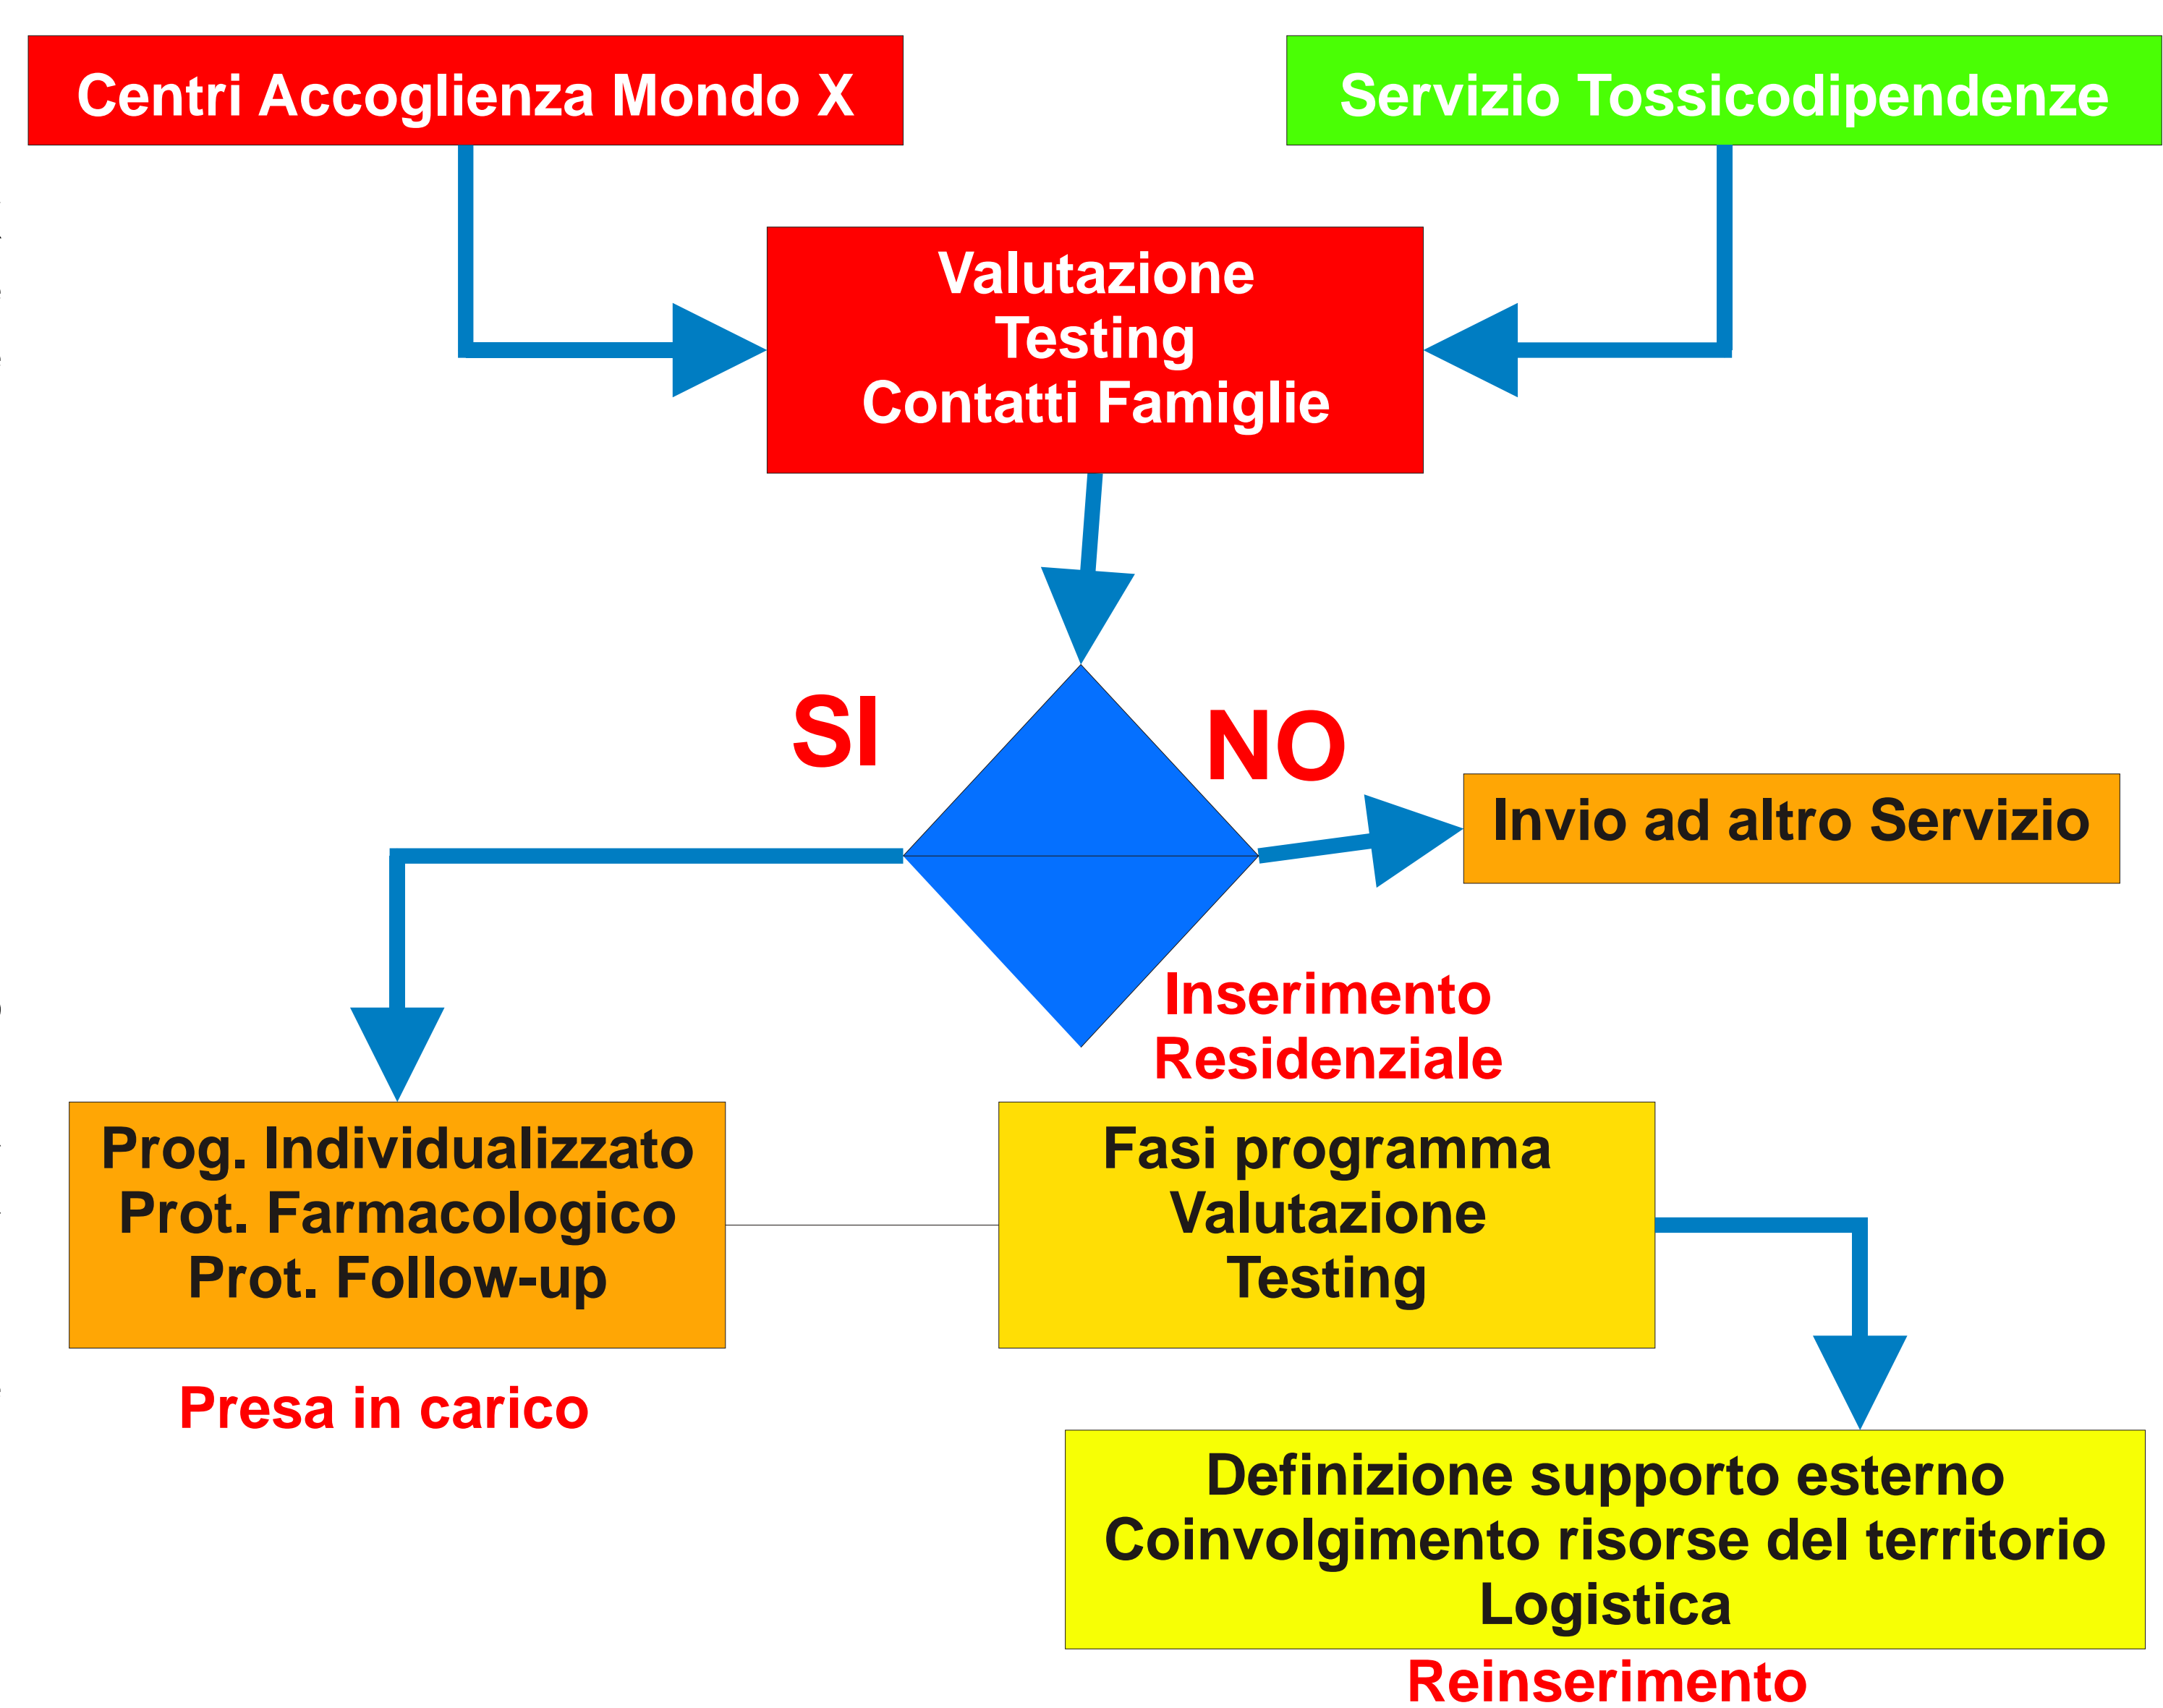 Centri Accoglienza Mondo X
Servizio Tossicodipendenze
Valutazione
Testing
Contatti Famiglie
SI
NO
Invio ad altro Servizio
Inserimento
Residenziale
Prog. Individualizzato
Prot. Farmacologico
Prot. Follow-up
Fasi programma
Valutazione
Testing
Presa in carico
Definizione supporto esterno
Coinvolgimento risorse del territorio
Logistica
Reinserimento